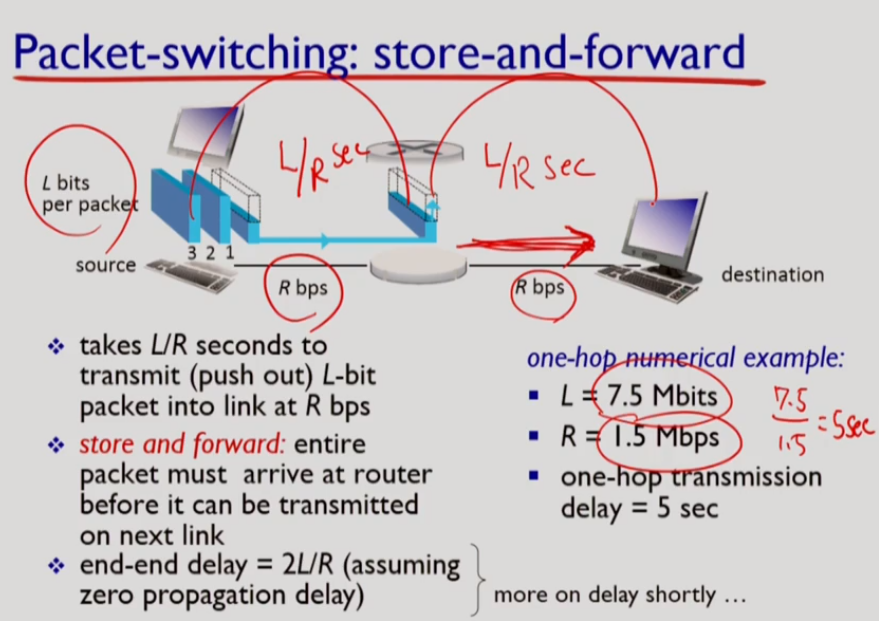 Packet-switching: store-and-forward
L/R sec
L/R sec
L bits
per packet
3 2 1
source
R bps
R bps
destination
takes L/R seconds to
transmit (push out) L-bit
packet into link at R bps
store and forward: entire
packet must arrive at router
before it can be transmitted
on next link
end-end delay = 2L/R (assuming
zero propagation delay)
one-hop numerical example:
L = 7.5 Mbits
R = 1.5 Mbps
one-hop transmission
delay = 5 sec
7.5
1.5
= 5sec
more on delay shortly …